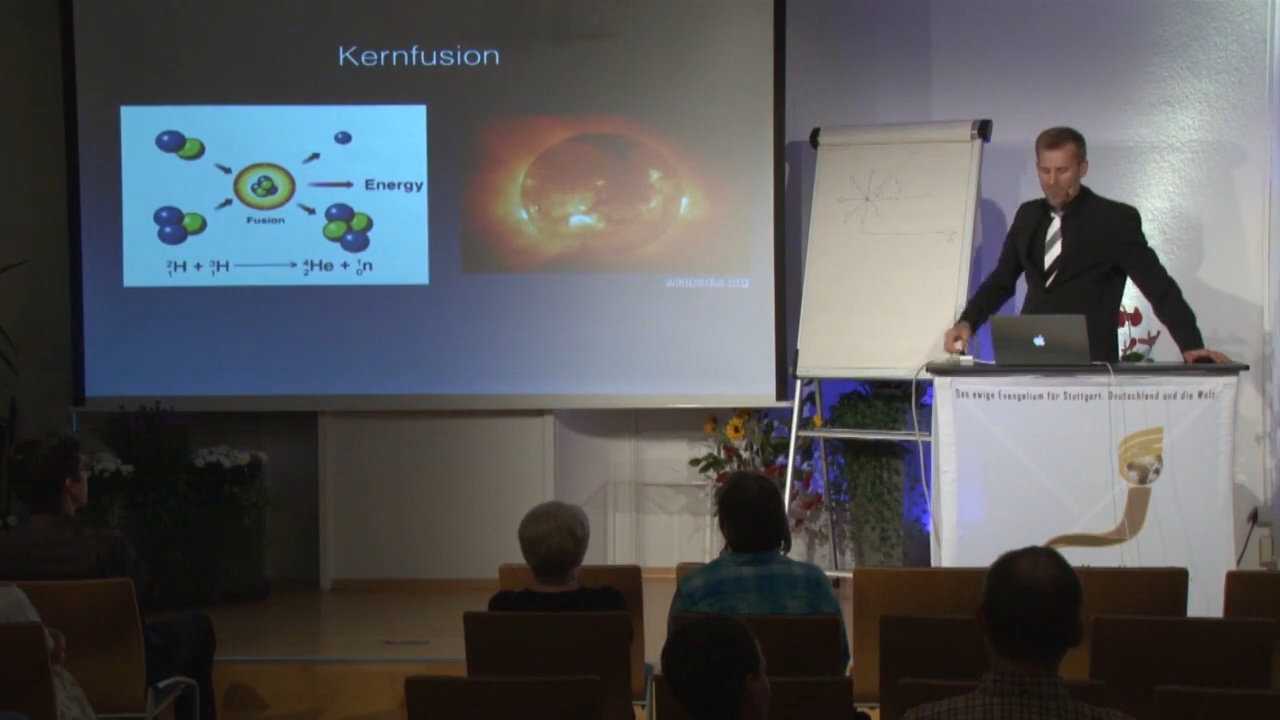 Kernfusion
Energy
Fusion
²₁H + ³₁H ⟶ ⁴₂He + ¹₀n
wikipedia.org
Das ewige Evangelium für Stuttgart, Deutschland und die Welt.